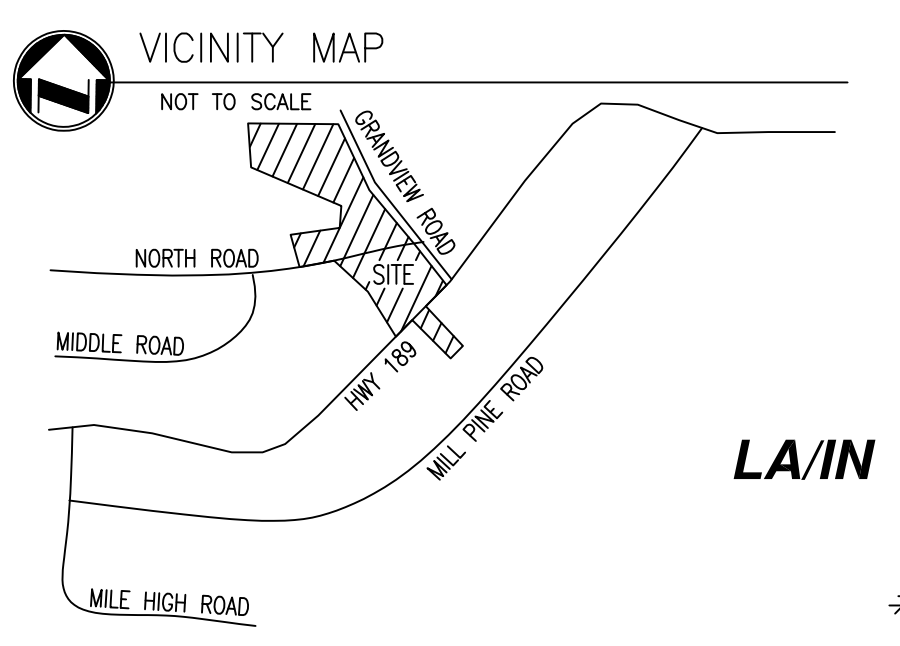 VICINITY MAP
NOT TO SCALE
GRANDVIEW ROAD
NORTH ROAD
SITE
MIDDLE ROAD
HWY 189
MILL PINE ROAD
LA/IN
MILE HIGH ROAD